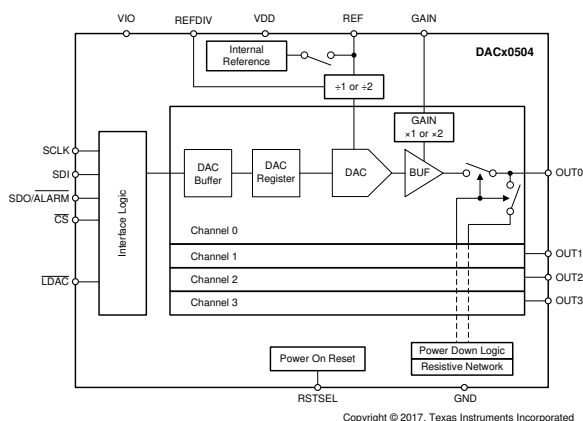 VIO
REFDIV
VDD
REF
GAIN
Internal
Reference
DACx0504
÷1 or ÷2
GAIN
×1 or ×2
SCLK
SDI
SDO/ALARM
CS
LDAC
Interface Logic
DAC
Buffer
DAC
Register
DAC
BUF
OUT0
Channel 0
Channel 1
OUT1
Channel 2
OUT2
Channel 3
OUT3
Power On Reset
Power Down Logic
Resistive Network
RSTSEL
GND
Copyright © 2017, Texas Instruments Incorporated